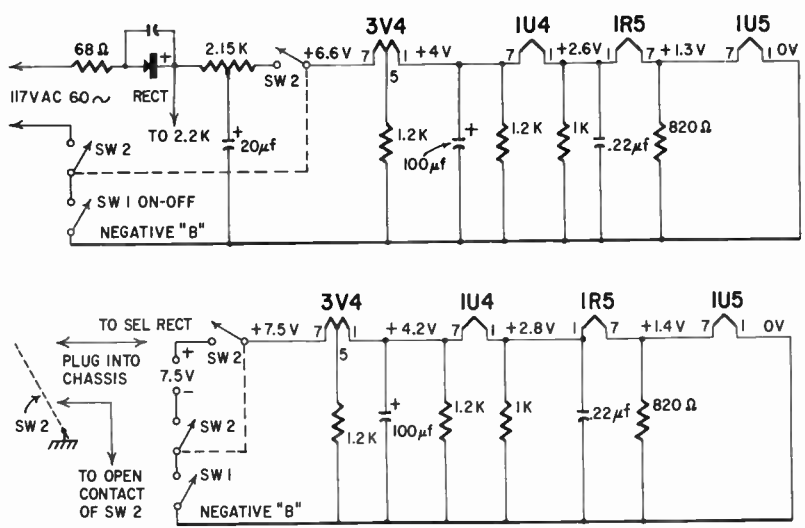 3V4 1U4 1R5 1U5
68Ω 2.15K +6.6V 7 1 +4V 7 1 +2.6V 1 7 +1.3V 7 1 0V
+ SW 2 5
117VAC 60~ RECT
TO 2.2K + 20µf 1.2K + 100µf 1.2K 1K .22µf 820Ω
SW 2
SW 1 ON-OFF
NEGATIVE "B"
3V4 1U4 1R5 1U5
TO SEL RECT +7.5V 7 1 +4.2V 7 1 +2.8V 1 7 +1.4V 7 1 0V
PLUG INTO CHASSIS + SW 2 5
7.5V
–
SW 2 SW 2 1.2K + 100µf 1.2K 1K .22µf 820Ω
TO OPEN CONTACT OF SW 2 SW 1
NEGATIVE "B"